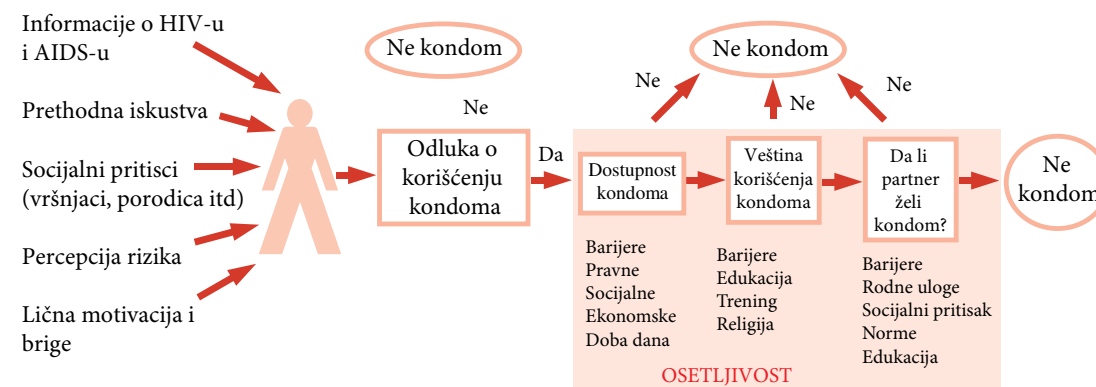 Informacije o HIV-u
i AIDS-u
Prethodna iskustva
Socijalni pritisci
(vršnjaci, porodica itd)
Percepcija rizika
Lična motivacija i
brige
Ne kondom
Ne
Odluka o
korišćenju
kondoma
Da
Ne kondom
Ne
Ne
Ne
Dostupnost
kondoma
Veština
korišćenja
kondoma
Da li
partner
želi
kondom?
Ne
kondom
Barijere
Pravne
Socijalne
Ekonomske
Doba dana
Barijere
Edukacija
Trening
Religija
Barijere
Rodne uloge
Socijalni pritisak
Norme
Edukacija
OSETLJIVOST